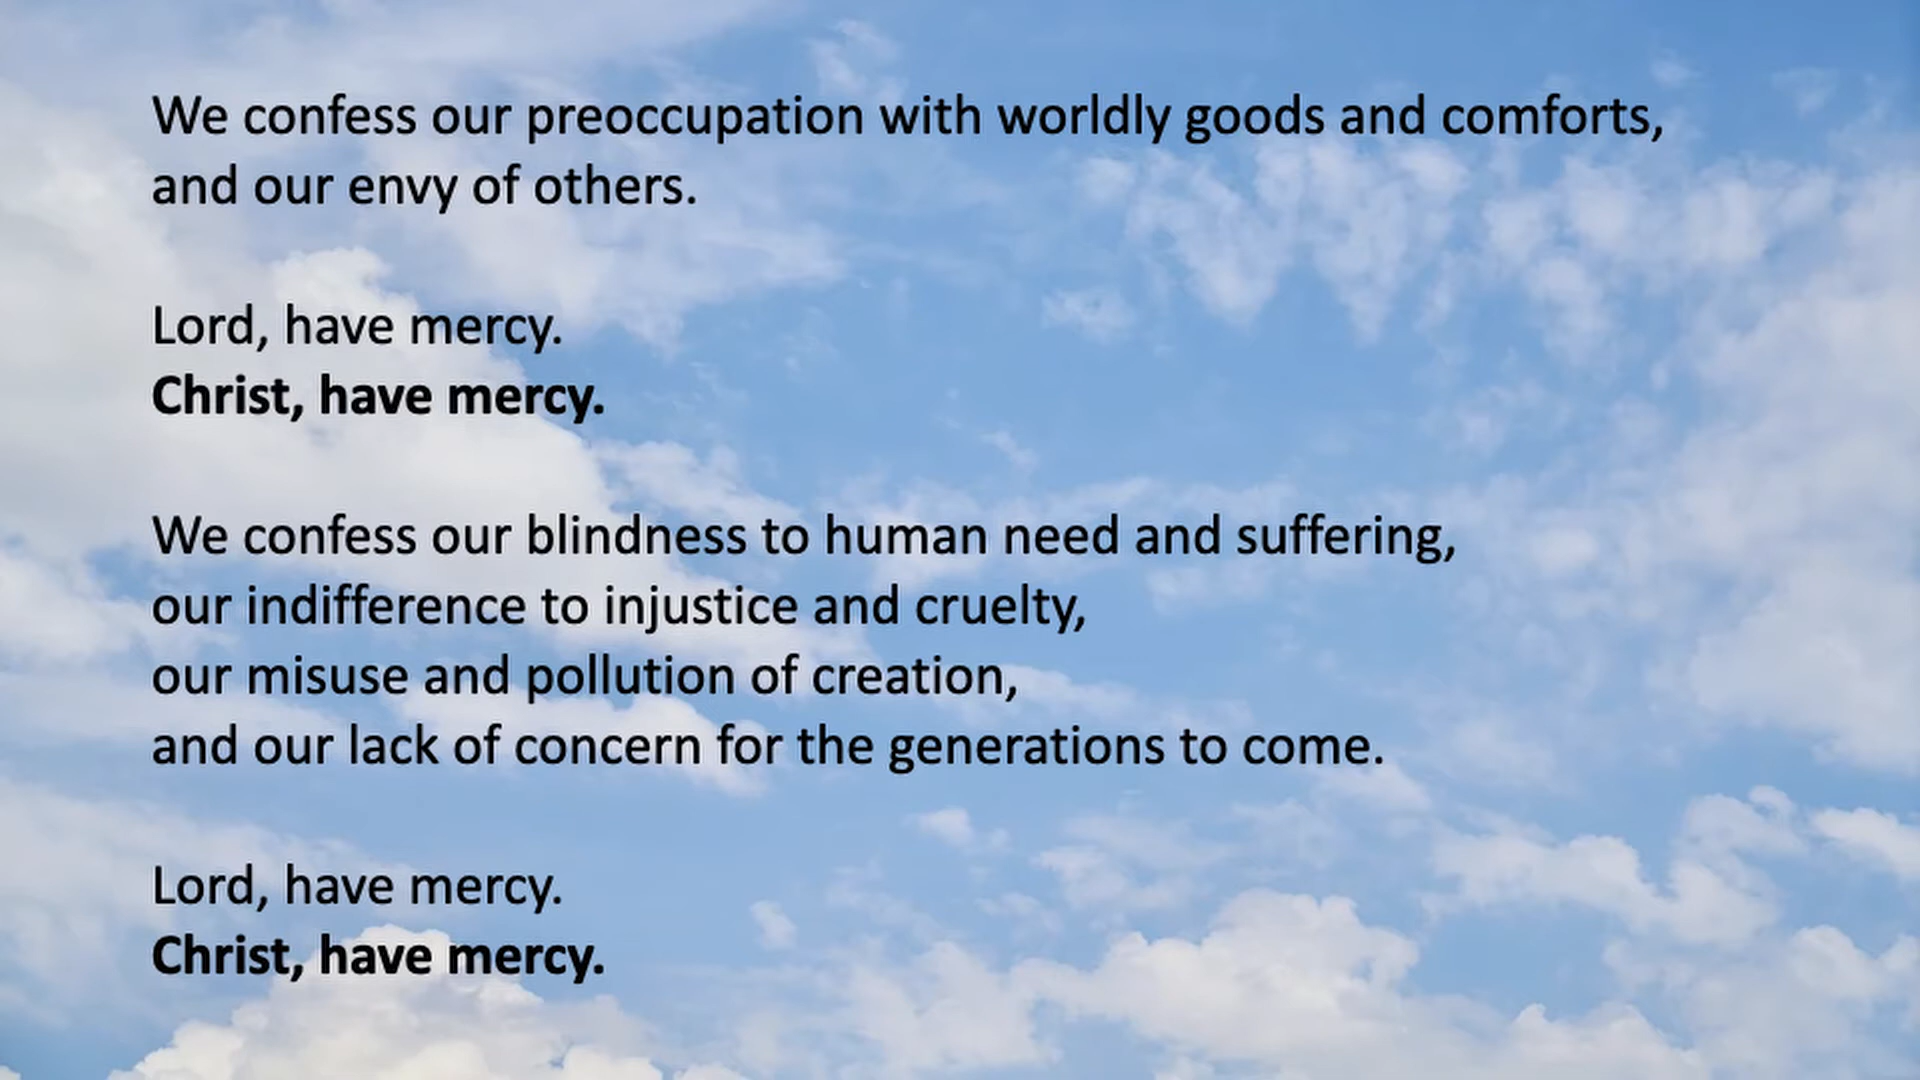 We confess our preoccupation with worldly goods and comforts,
and our envy of others.
Lord, have mercy.
Christ, have mercy.
We confess our blindness to human need and suffering,
our indifference to injustice and cruelty,
our misuse and pollution of creation,
and our lack of concern for the generations to come.
Lord, have mercy.
Christ, have mercy.